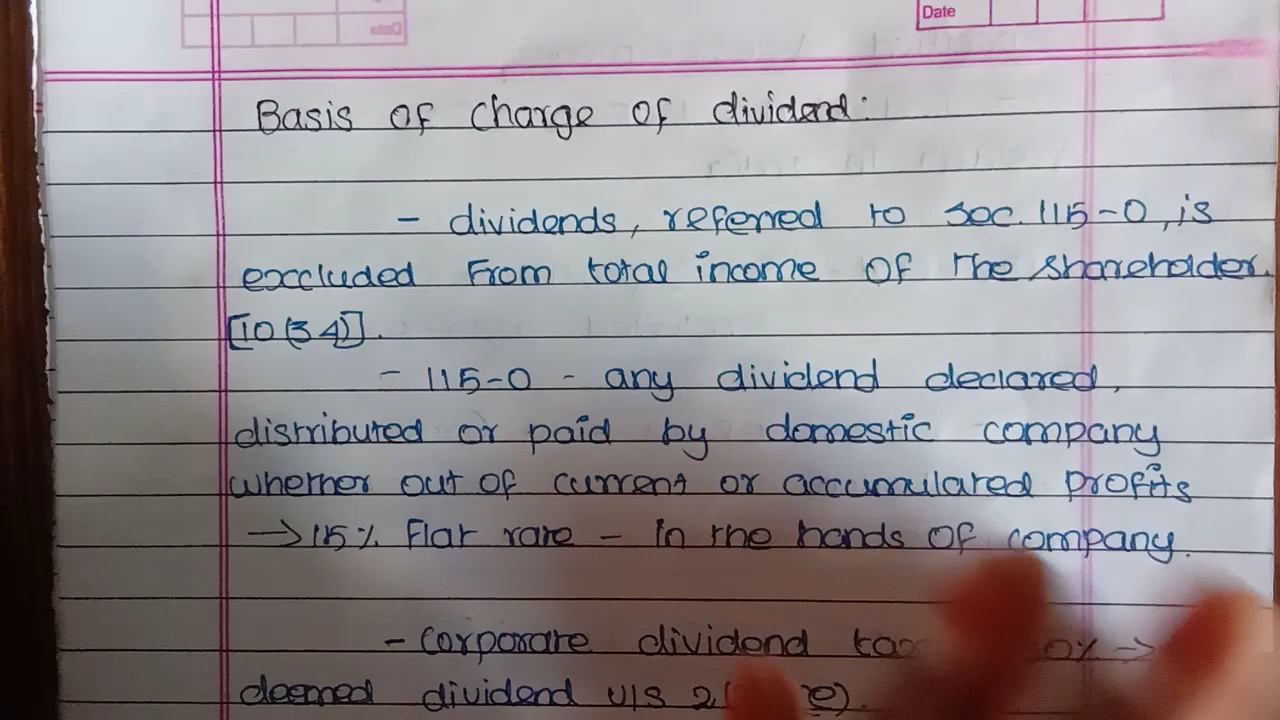 Date
Basis of charge of dividend:
- dividends, referred to sec. 115-O, is
excluded from total income of the shareholder.
[10(34)].
- 115-O - any dividend declared,
distributed or paid by domestic company
whether out of current or accumulated profits
→ 15% Flat rate - in the hands of company.
- Corporate dividend →
deemed dividend u/s